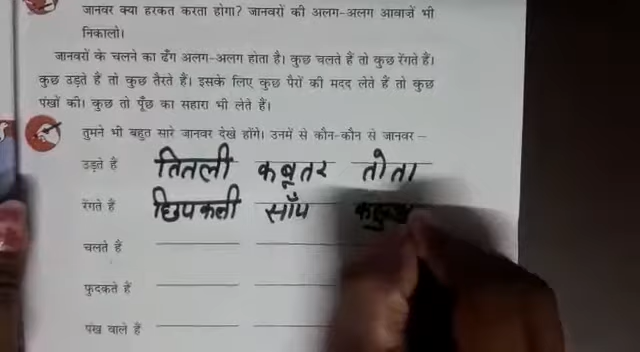 जानवर क्या हरकत करता होगा? जानवरों की अलग-अलग आवाज़ें भी
निकालो।
जानवरों के चलने का ढँग अलग-अलग होता है। कुछ चलते हैं तो कुछ रेंगते हैं।
कुछ उड़ते हैं तो कुछ तैरते हैं। इसके लिए कुछ पैरों की मदद लेते हैं तो कुछ
पंखों की। कुछ तो पूँछ का सहारा भी लेते हैं।
तुमने भी बहुत सारे जानवर देखे होंगे। उनमें से कौन-कौन से जानवर –
उड़ते हैं तितली कबूतर तोता
रेंगते हैं छिपकली साँप
चलते हैं
फुदकते हैं
पंख वाले हैं